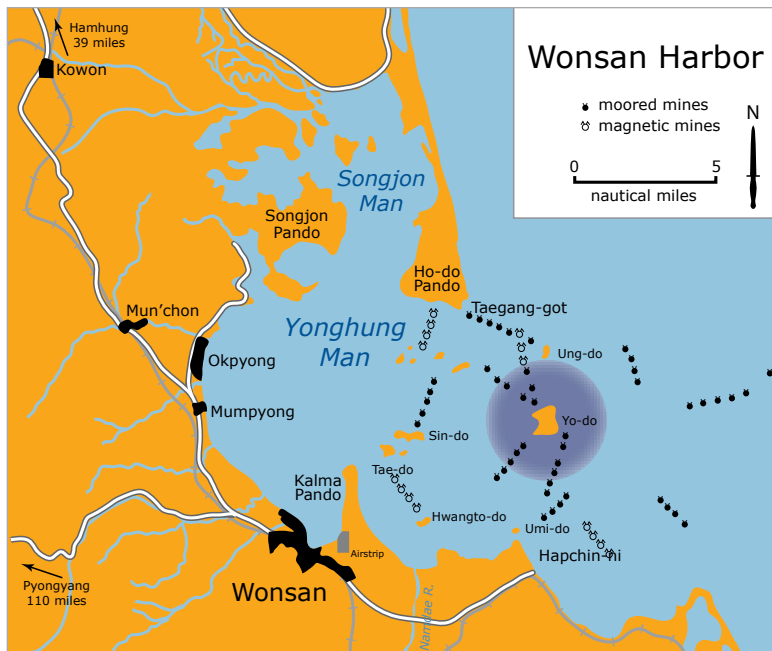 Hamhung
39 miles
Kowon
Wonsan Harbor
moored mines
magnetic mines
N
0
5
nautical miles
Songjon
Man
Songjon
Pando
Ho-do
Pando
Taegang-got
Mun'chon
Yonghung
Man
Okpyong
Ung-do
Mumpyong
Yo-do
Sin-do
Tae-do
Kalma
Pando
Hwangto-do
Umi-do
Airstrip
Hapchin-ni
Pyongyang
110 miles
Wonsan
Namdae R.